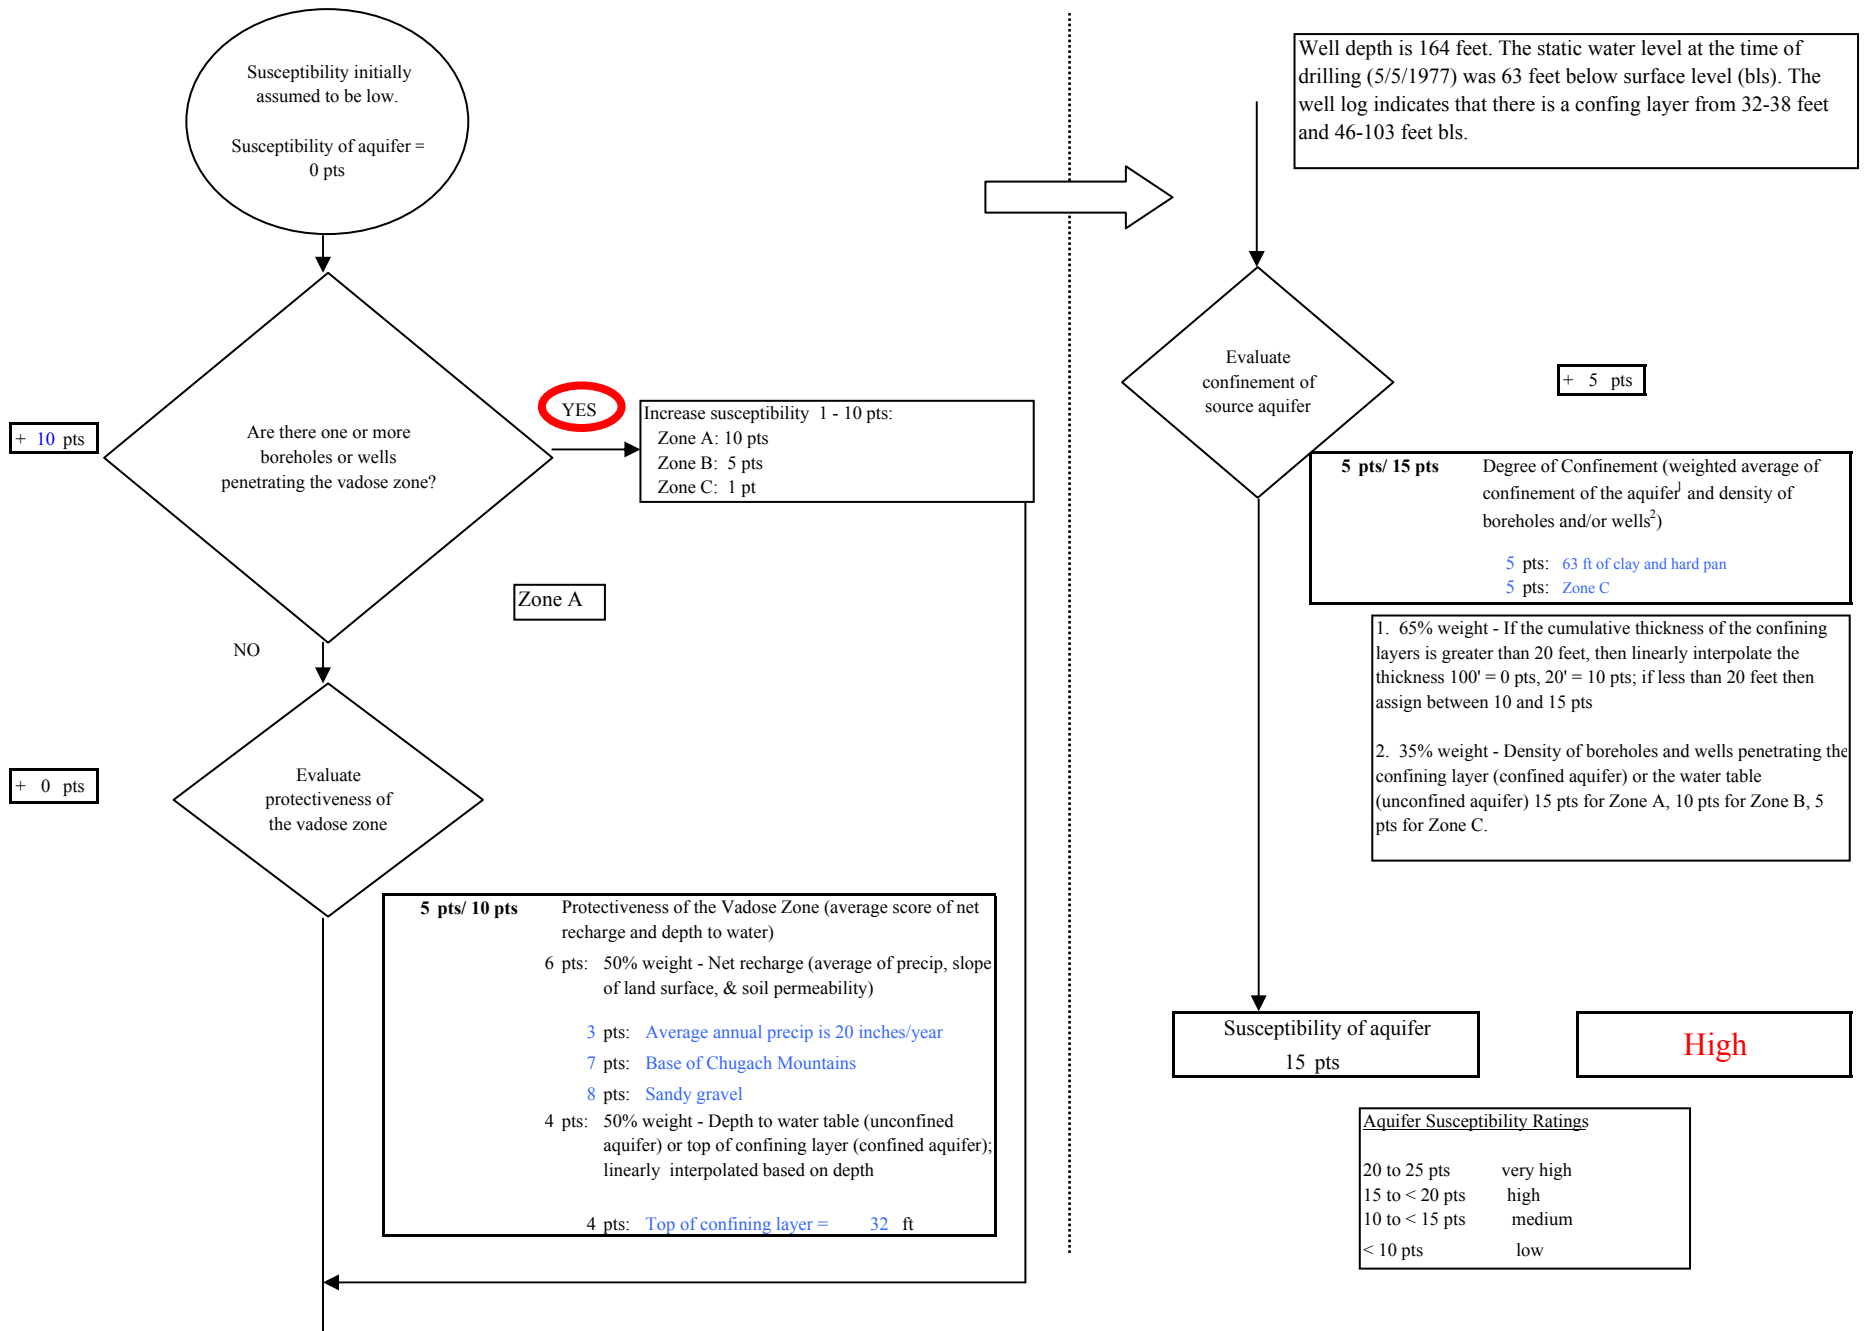 Susceptibility initially
assumed to be low.
Susceptibility of aquifer =
0 pts
+ 10 pts
Are there one or more
boreholes or wells
penetrating the vadose zone?
YES
Increase susceptibility 1 - 10 pts:
Zone A: 10 pts
Zone B: 5 pts
Zone C: 1 pt
Zone A
NO
+ 0 pts
Evaluate
protectiveness of
the vadose zone
5 pts/ 10 pts Protectiveness of the Vadose Zone (average score of net
recharge and depth to water)
6 pts: 50% weight - Net recharge (average of precip, slope
of land surface, & soil permeability)
3 pts: Average annual precip is 20 inches/year
7 pts: Base of Chugach Mountains
8 pts: Sandy gravel
4 pts: 50% weight - Depth to water table (unconfined
aquifer) or top of confining layer (confined aquifer);
linearly interpolated based on depth
4 pts: Top of confining layer = 32 ft
Well depth is 164 feet. The static water level at the time of
drilling (5/5/1977) was 63 feet below surface level (bls). The
well log indicates that there is a confing layer from 32-38 feet
and 46-103 feet bls.
Evaluate
confinement of
source aquifer
+ 5 pts
5 pts/ 15 pts Degree of Confinement (weighted average of
confinement of the aquifer1 and density of
boreholes and/or wells2)
5 pts: 63 ft of clay and hard pan
5 pts: Zone C
1. 65% weight - If the cumulative thickness of the confining
layers is greater than 20 feet, then linearly interpolate the
thickness 100' = 0 pts, 20' = 10 pts; if less than 20 feet then
assign between 10 and 15 pts
2. 35% weight - Density of boreholes and wells penetrating the
confining layer (confined aquifer) or the water table
(unconfined aquifer) 15 pts for Zone A, 10 pts for Zone B, 5
pts for Zone C.
Susceptibility of aquifer
15 pts
High
Aquifer Susceptibility Ratings
20 to 25 pts very high
15 to < 20 pts high
10 to < 15 pts medium
< 10 pts low